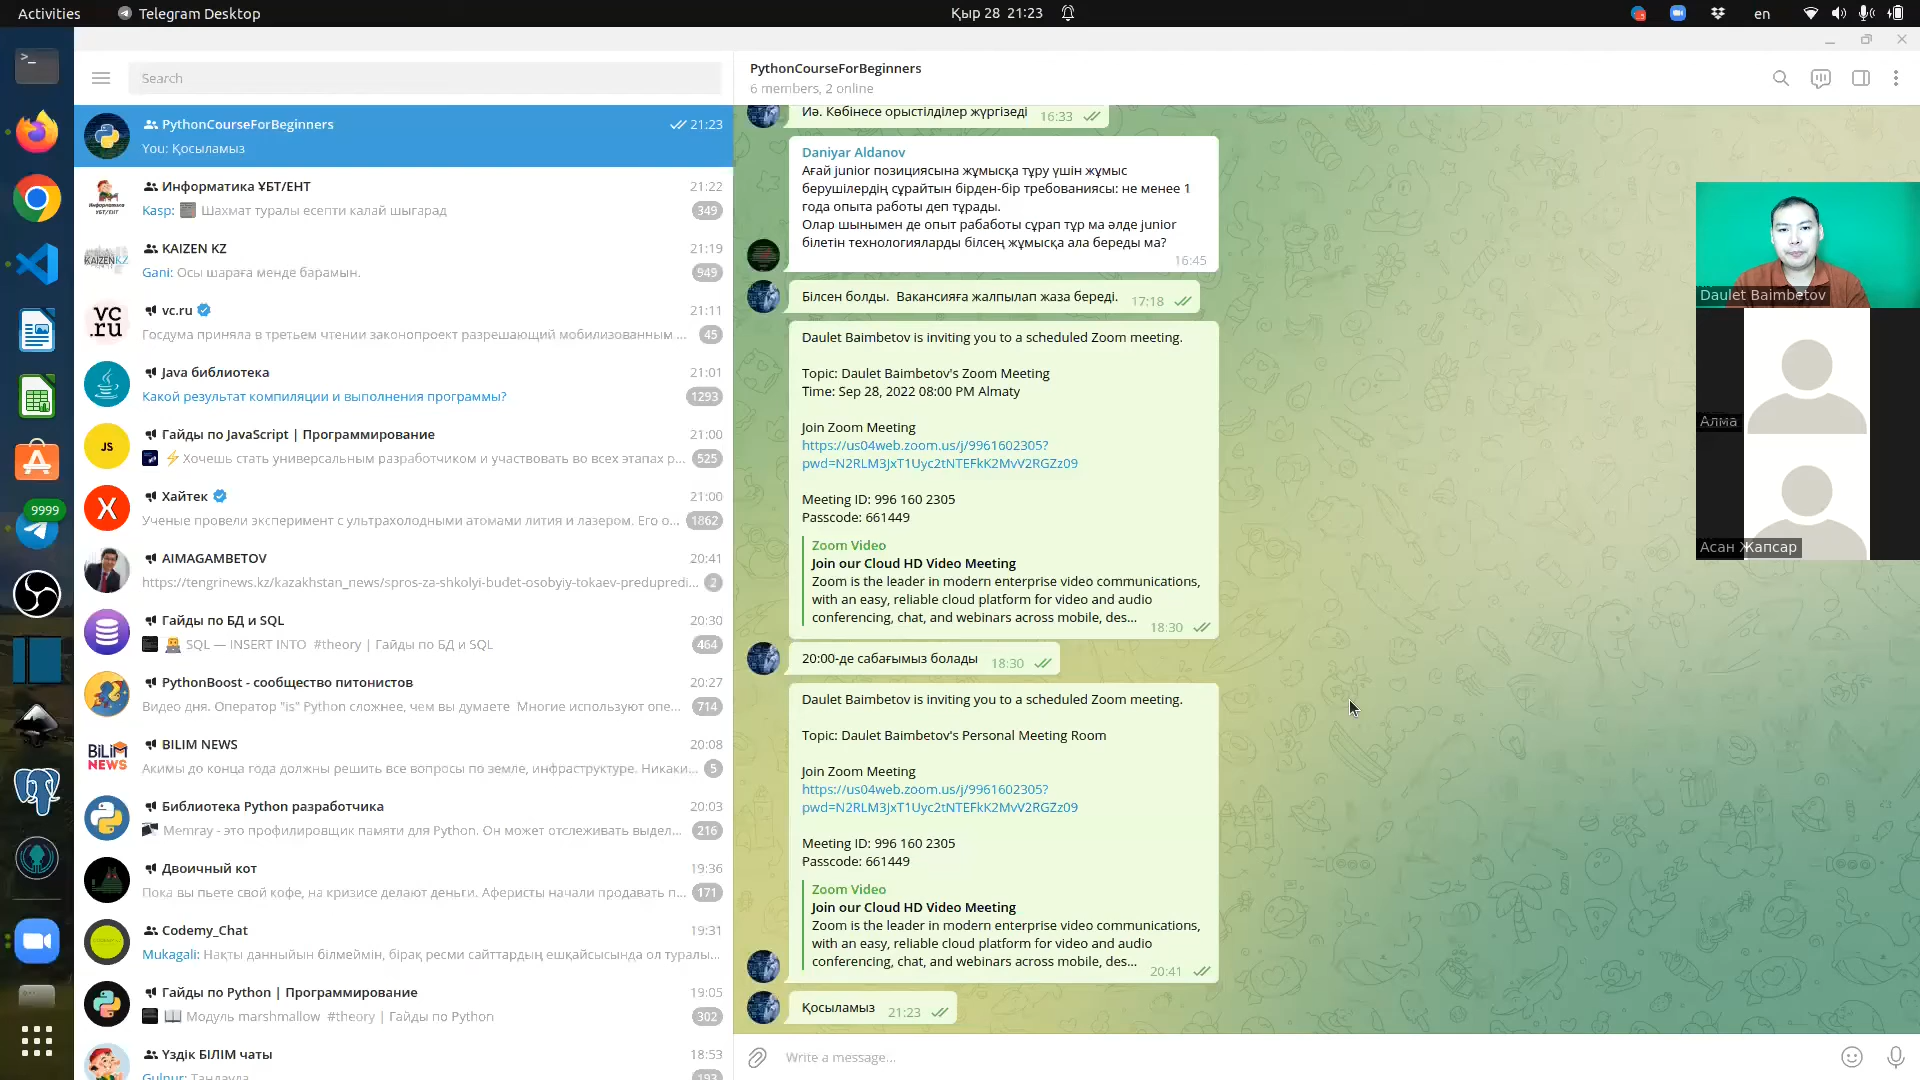 Activities
Telegram Desktop
Қыр 28 21:23
en
Search
PythonCourseForBeginners 21:23
You: Қосыламыз
Информатика ҰБТ/ЕНТ 21:22
Kasp: Шахмат туралы есепти калай шыгарад 349
KAIZEN KZ 21:19
Gani: Осы шараға менде барамын. 949
vc.ru 21:11
Госдума приняла в третьем чтении законопроект разрешающий мобилизованным ... 45
Java библиотека 21:01
Какой результат компиляции и выполнения программы? 1293
Гайды по JavaScript | Программирование 21:00
Хочешь стать универсальным разработчиком и участвовать во всех этапах р... 525
Хайтек 21:00
Ученые провели эксперимент с ультрахолодными атомами лития и лазером. Его о... 1862
AIMAGAMBETOV 20:41
https://tengrinews.kz/kazakhstan_news/spros-za-shkolyi-budet-osobyiy-tokaev-predupredi... 2
Гайды по БД и SQL 20:30
SQL — INSERT INTO #theory | Гайды по БД и SQL 464
PythonBoost - сообщество питонистов 20:27
Видео дня. Оператор "is" Python сложнее, чем вы думаете Многие используют опе... 714
BILIM NEWS 20:08
Акимы до конца года должны решить все вопросы по земле, инфраструктуре. Никаки... 5
Библиотека Python разработчика 20:03
Memray - это профилировщик памяти для Python. Он может отслеживать выдел... 216
Двоичный кот 19:36
Пока вы пьете свой кофе, на кризисе делают деньги. Аферисты начали продавать п... 171
Codemy_Chat 19:31
Mukagali: Нақты данныйын білмеймін, бірақ ресми сайттардың ешқайсысында ол туралы...
Гайды по Python | Программирование 19:05
Модуль marshmallow #theory | Гайды по Python 302
Үздік БІЛІМ чаты 18:53
Gulnur: Таңдауда 193
9999
PythonCourseForBeginners
6 members, 2 online
Иә. Көбінесе орыстілділер жүргізеді 16:33
Daniyar Aldanov
Ағай junior позициясына жұмысқа тұру үшін жұмыс
берушілердің сұрайтын бірден-бір требованиясы: не менее 1
года опыта работы деп тұрады.
Олар шынымен де опыт рабаботы сұрап тұр ма әлде junior
білетін технологияларды білсең жұмысқа ала береды ма?
16:45
Білсең болды. Вакансияға жалпылап жаза береді. 17:18
Daulet Baimbetov is inviting you to a scheduled Zoom meeting.
Topic: Daulet Baimbetov's Zoom Meeting
Time: Sep 28, 2022 08:00 PM Almaty
Join Zoom Meeting
https://us04web.zoom.us/j/9961602305?
pwd=N2RLM3JxT1Uyc2tNTEFkK2MvV2RGZz09
Meeting ID: 996 160 2305
Passcode: 661449
Zoom Video
Join our Cloud HD Video Meeting
Zoom is the leader in modern enterprise video communications,
with an easy, reliable cloud platform for video and audio
conferencing, chat, and webinars across mobile, des...
18:30
20:00-де сабағымыз болады 18:30
Daulet Baimbetov is inviting you to a scheduled Zoom meeting.
Topic: Daulet Baimbetov's Personal Meeting Room
Join Zoom Meeting
https://us04web.zoom.us/j/9961602305?
pwd=N2RLM3JxT1Uyc2tNTEFkK2MvV2RGZz09
Meeting ID: 996 160 2305
Passcode: 661449
Zoom Video
Join our Cloud HD Video Meeting
Zoom is the leader in modern enterprise video communications,
with an easy, reliable cloud platform for video and audio
conferencing, chat, and webinars across mobile, des...
20:41
Қосыламыз 21:23
Write a message...
Daulet Baimbetov
Алма
Асан Жапсар